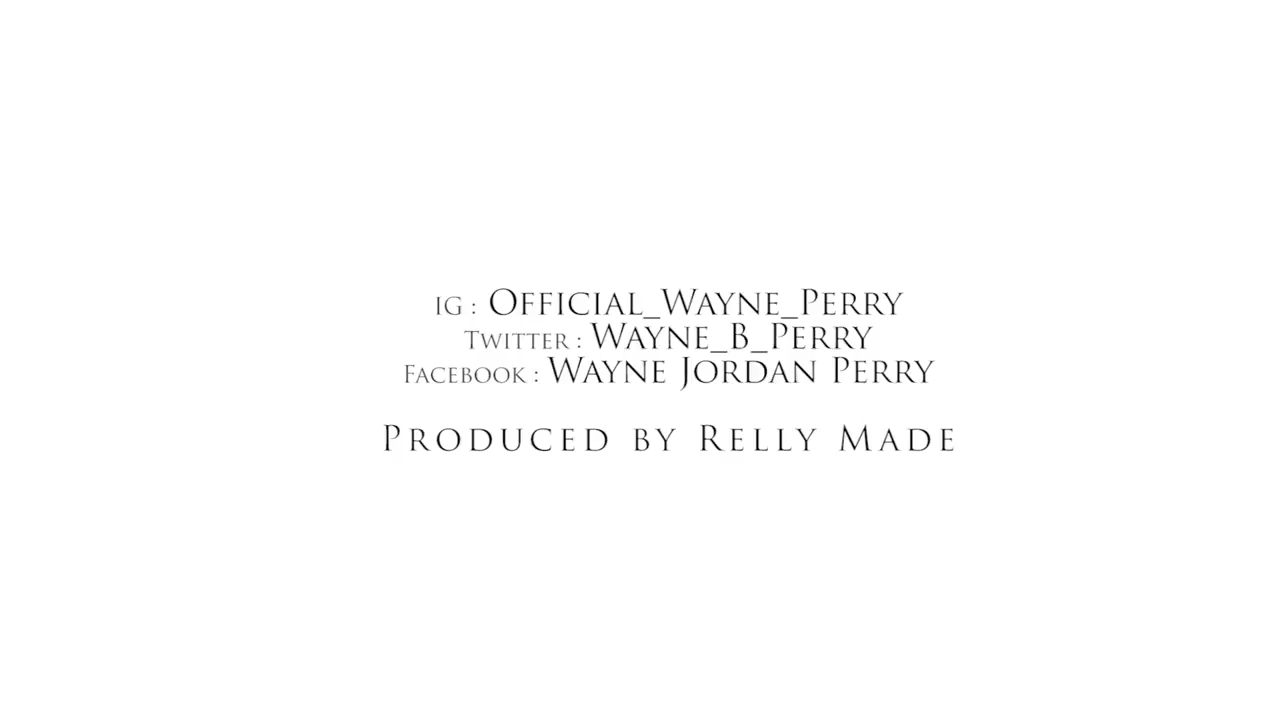 IG : Official_Wayne_Perry
Twitter : Wayne_B_Perry
Facebook : Wayne Jordan Perry
Produced by Relly Made